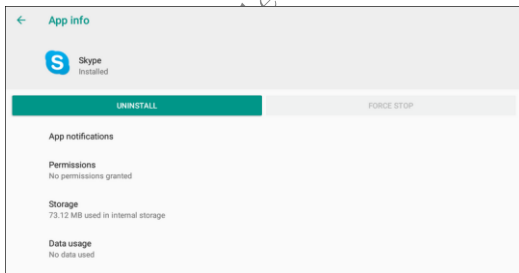 App info
Skype
Installed
UNINSTALL
FORCE STOP
App notifications
Permissions
No permissions granted
Storage
73.12 MB used in internal storage
Data usage
No data used